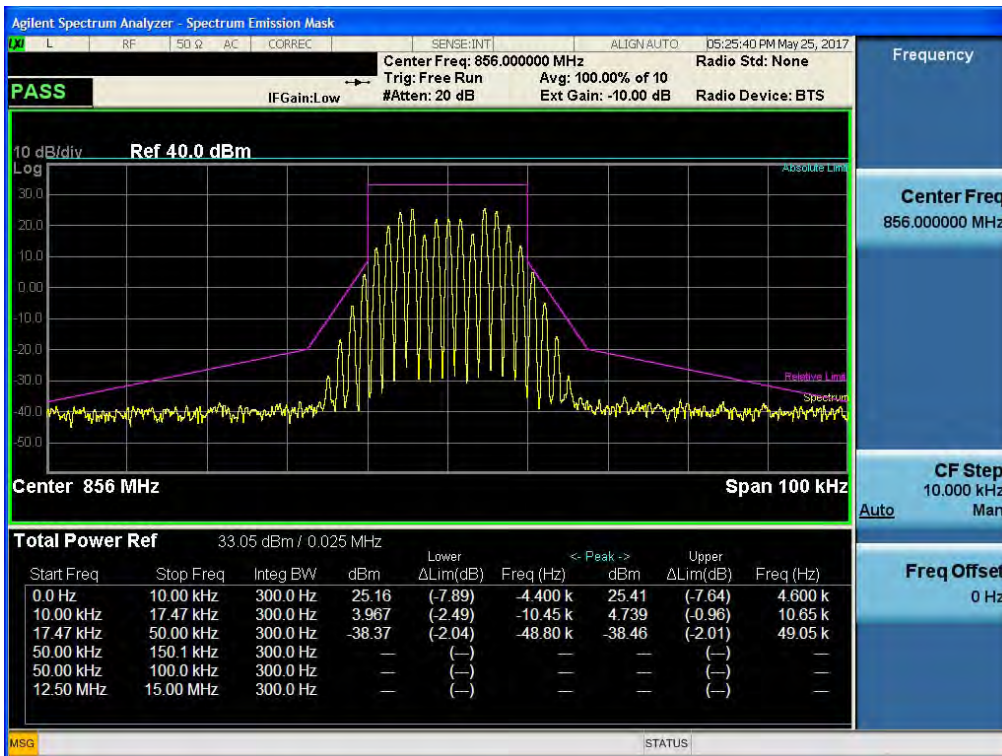 Agilent Spectrum Analyzer - Spectrum Emission Mask
LXI L RF 50 Ω AC CORREC SENSE:INT ALIGN AUTO 05:25:40 PM May 25, 2017
Center Freq: 856.000000 MHz Radio Std: None
Trig: Free Run Avg: 100.00% of 10
PASS IFGain:Low #Atten: 20 dB Ext Gain: -10.00 dB Radio Device: BTS
10 dB/div Ref 40.0 dBm
Log
Absolute Limit
30.0
20.0
10.0
0.00
-10.0
-20.0
-30.0
Relative Limit
Spectrum
-40.0
-50.0
Center 856 MHz Span 100 kHz
Total Power Ref 33.05 dBm / 0.025 MHz
Lower <- Peak -> Upper
Start Freq Stop Freq Integ BW dBm ΔLim(dB) Freq (Hz) dBm ΔLim(dB) Freq (Hz)
0.0 Hz 10.00 kHz 300.0 Hz 25.16 (-7.89) -4.400 k 25.41 (-7.64) 4.600 k
10.00 kHz 17.47 kHz 300.0 Hz 3.967 (-2.49) -10.45 k 4.739 (-0.96) 10.65 k
17.47 kHz 50.00 kHz 300.0 Hz -38.37 (-2.04) -48.80 k -38.46 (-2.01) 49.05 k
50.00 kHz 150.1 kHz 300.0 Hz --- (---) --- --- (---) ---
50.00 kHz 100.0 kHz 300.0 Hz --- (---) --- --- (---) ---
12.50 MHz 15.00 MHz 300.0 Hz --- (---) --- --- (---) ---
MSG STATUS
Frequency
Center Freq
856.000000 MHz
CF Step
10.000 kHz
Auto Man
Freq Offset
0 Hz